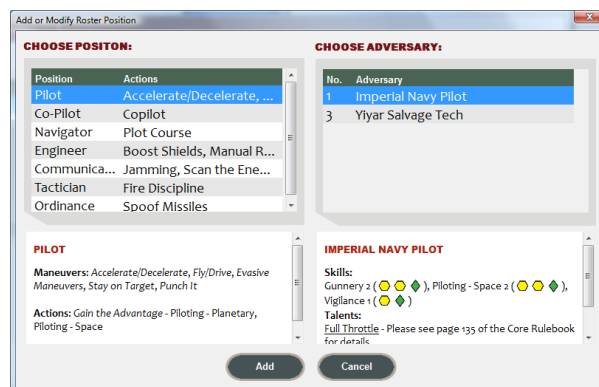 Add or Modify Roster Position
CHOOSE POSITON:
Position Actions
Pilot Accelerate/Decelerate, ...
Co-Pilot Copilot
Navigator Plot Course
Engineer Boost Shields, Manual R...
Communica... Jamming, Scan the Ene...
Tactician Fire Discipline
Ordinance Spoof Missiles
CHOOSE ADVERSARY:
No. Adversary
1 Imperial Navy Pilot
3 Yiyar Salvage Tech
PILOT
Maneuvers: Accelerate/Decelerate, Fly/Drive, Evasive
Maneuvers, Stay on Target, Punch It
Actions: Gain the Advantage - Piloting - Planetary,
Piloting - Space
IMPERIAL NAVY PILOT
Skills:
Gunnery 2 ( ), Piloting - Space 2 ( ),
Vigilance 1 ( )
Talents:
Full Throttle - Please see page 135 of the Core Rulebook
for details
Add
Cancel